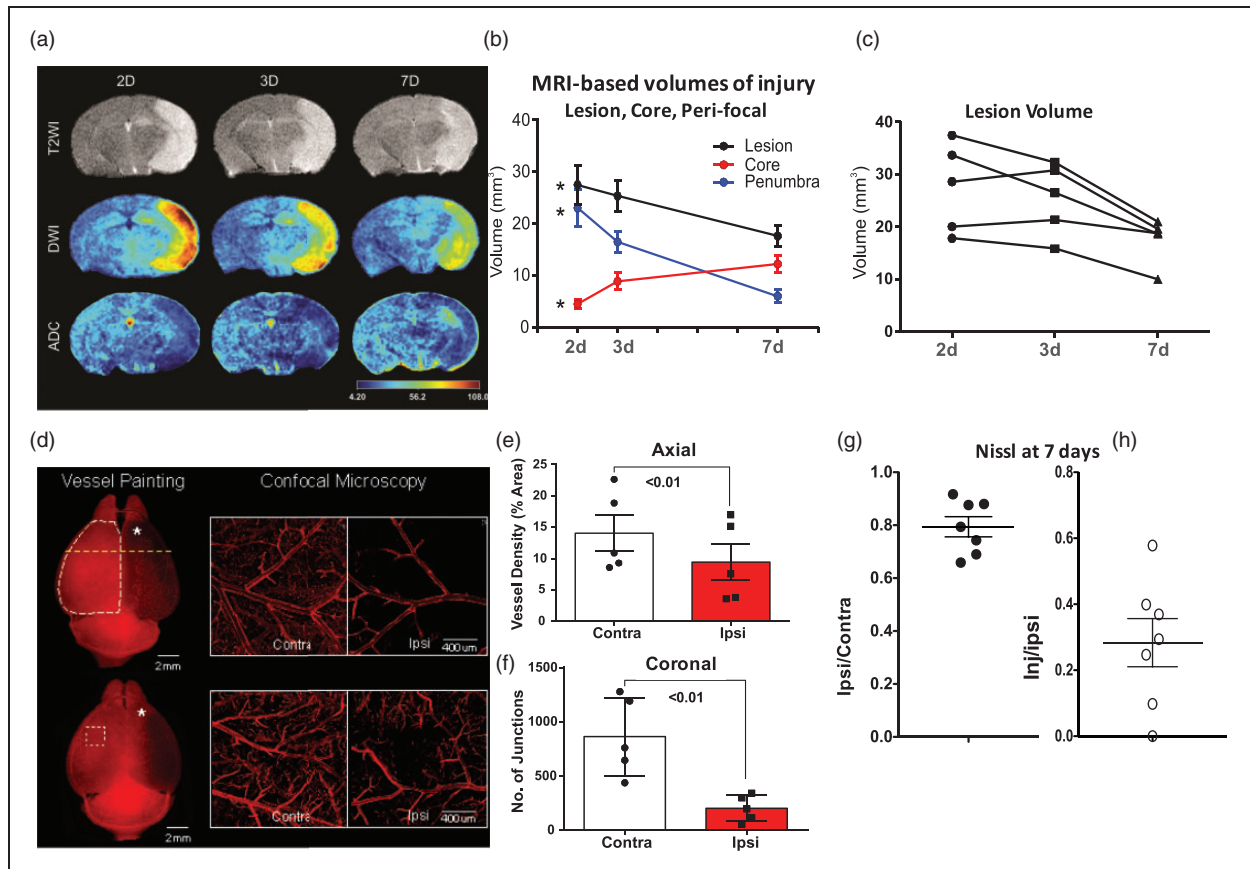 (a)
2D 3D 7D
T2WI
DWI
ADC
4.20 56.2 108.0
(b)
MRI-based volumes of injury
Lesion, Core, Peri-focal
Volume (mm³)
40
30
20
10
0
Lesion
Core
Penumbra
*
*
*
2d 3d 7d
(c)
Lesion Volume
Volume (mm³)
40
30
20
10
0
2d 3d 7d
(d)
Vessel Painting Confocal Microscopy
*
2mm
Contra
Ipsi
400um
*
2mm
Contra
Ipsi
400um
(e)
Axial
<0.01
Vessel Density (% Area)
25
20
15
10
5
0
Contra Ipsi
(f)
Coronal
<0.01
No. of Junctions
1500
1000
500
0
Contra Ipsi
(g) (h)
Nissl at 7 days
Ipsi/Contra
1.0
0.8
0.6
0.4
0.2
0.0
Inj/ipsi
0.8
0.6
0.4
0.2
0.0